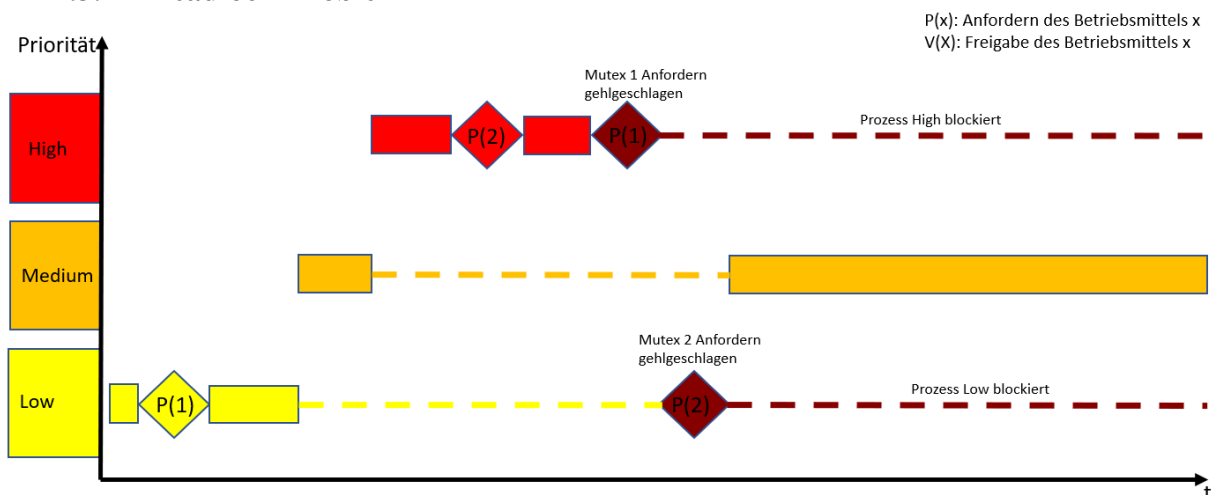 P(x): Anfordern des Betriebsmittels x
V(X): Freigabe des Betriebsmittels x
Priorität
Mutex 1 Anfordern
gehlgeschlagen
High
P(2)
P(1)
Prozess High blockiert
Medium
Mutex 2 Anfordern
gehlgeschlagen
Low
P(1)
P(2)
Prozess Low blockiert
t